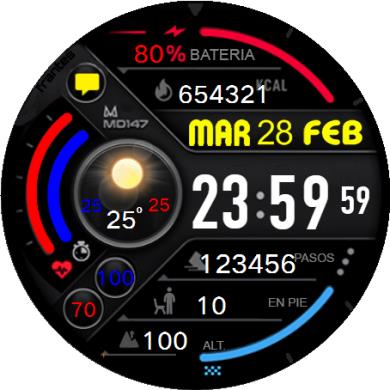 80% BATERIA
KCAL
654321
frantes
MD147
MAR 28 FEB
23:59 59
25 25° 25
123456 PASOS
100
10 EN PIE
70
100 ALT.